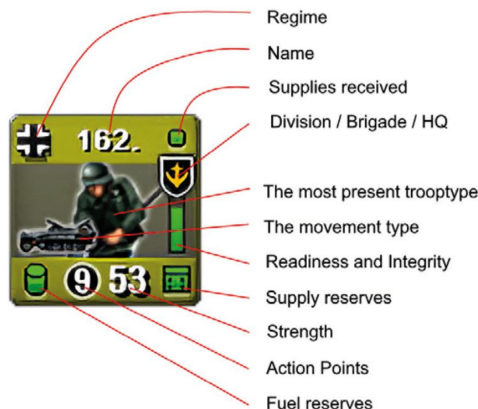 Regime
Name
Supplies received
Division / Brigade / HQ
162.
The most present trooptype
The movement type
Readiness and Integrity
9 53
Supply reserves
Strength
Action Points
Fuel reserves